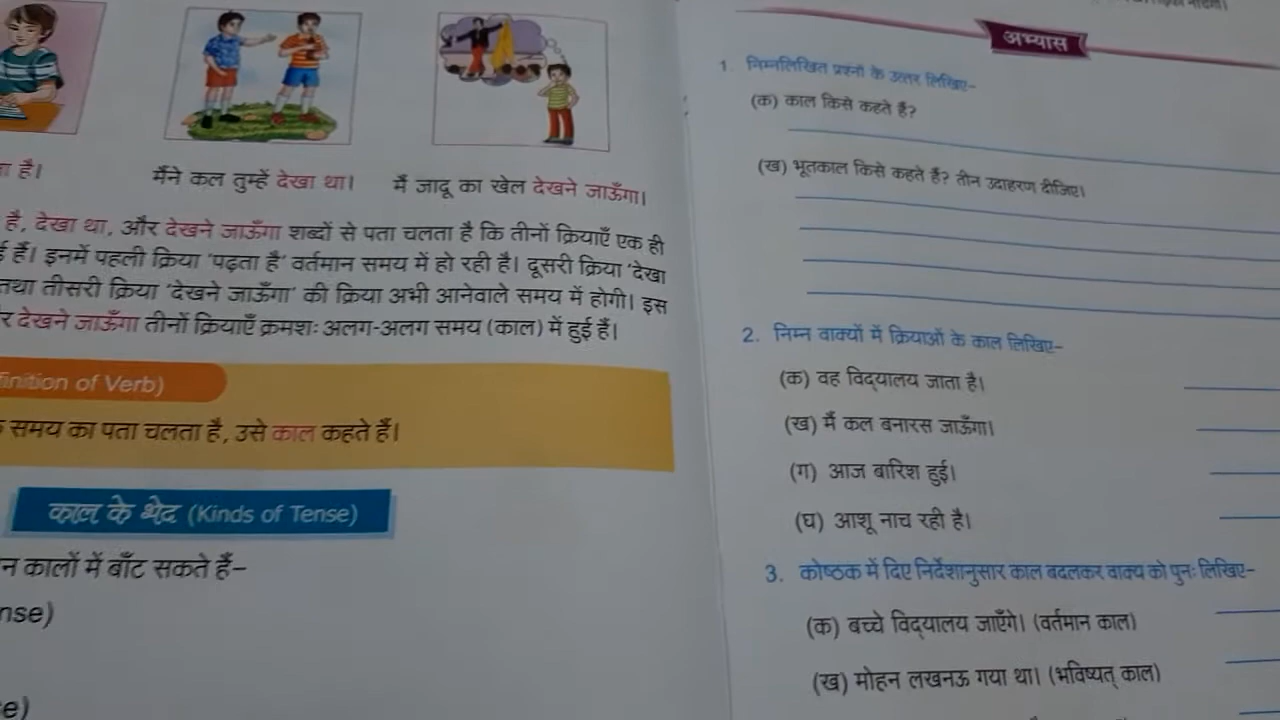 है।
मैंने कल तुम्हें देखा था।
मैं जादू का खेल देखने जाऊँगा।
है, देखा था, और देखने जाऊँगा शब्दों से पता चलता है कि तीनों क्रियाएँ एक ही
हैं। इनमें पहली क्रिया 'पढ़ता है' वर्तमान समय में हो रही है। दूसरी क्रिया 'देखा
तथा तीसरी क्रिया 'देखने जाऊँगा' की क्रिया अभी आनेवाले समय में होगी। इस
देखने जाऊँगा तीनों क्रियाएँ क्रमशः अलग-अलग समय (काल) में हुई हैं।
finition of Verb)
समय का पता चलता है, उसे काल कहते हैं।
काल के भेद (Kinds of Tense)
न कालों में बाँट सकते हैं–
nse)
e)
अभ्यास
1. निम्नलिखित प्रश्नों के उत्तर लिखिए–
(क) काल किसे कहते हैं?
(ख) भूतकाल किसे कहते हैं? तीन उदाहरण दीजिए।
2. निम्न वाक्यों में क्रियाओं के काल लिखिए–
(क) वह विद्यालय जाता है।
(ख) मैं कल बनारस जाऊँगा।
(ग) आज बारिश हुई।
(घ) आशू नाच रही है।
3. कोष्ठक में दिए निर्देशानुसार काल बदलकर वाक्य को पुनः लिखिए–
(क) बच्चे विद्यालय जाएँगे। (वर्तमान काल)
(ख) मोहन लखनऊ गया था। (भविष्यत् काल)